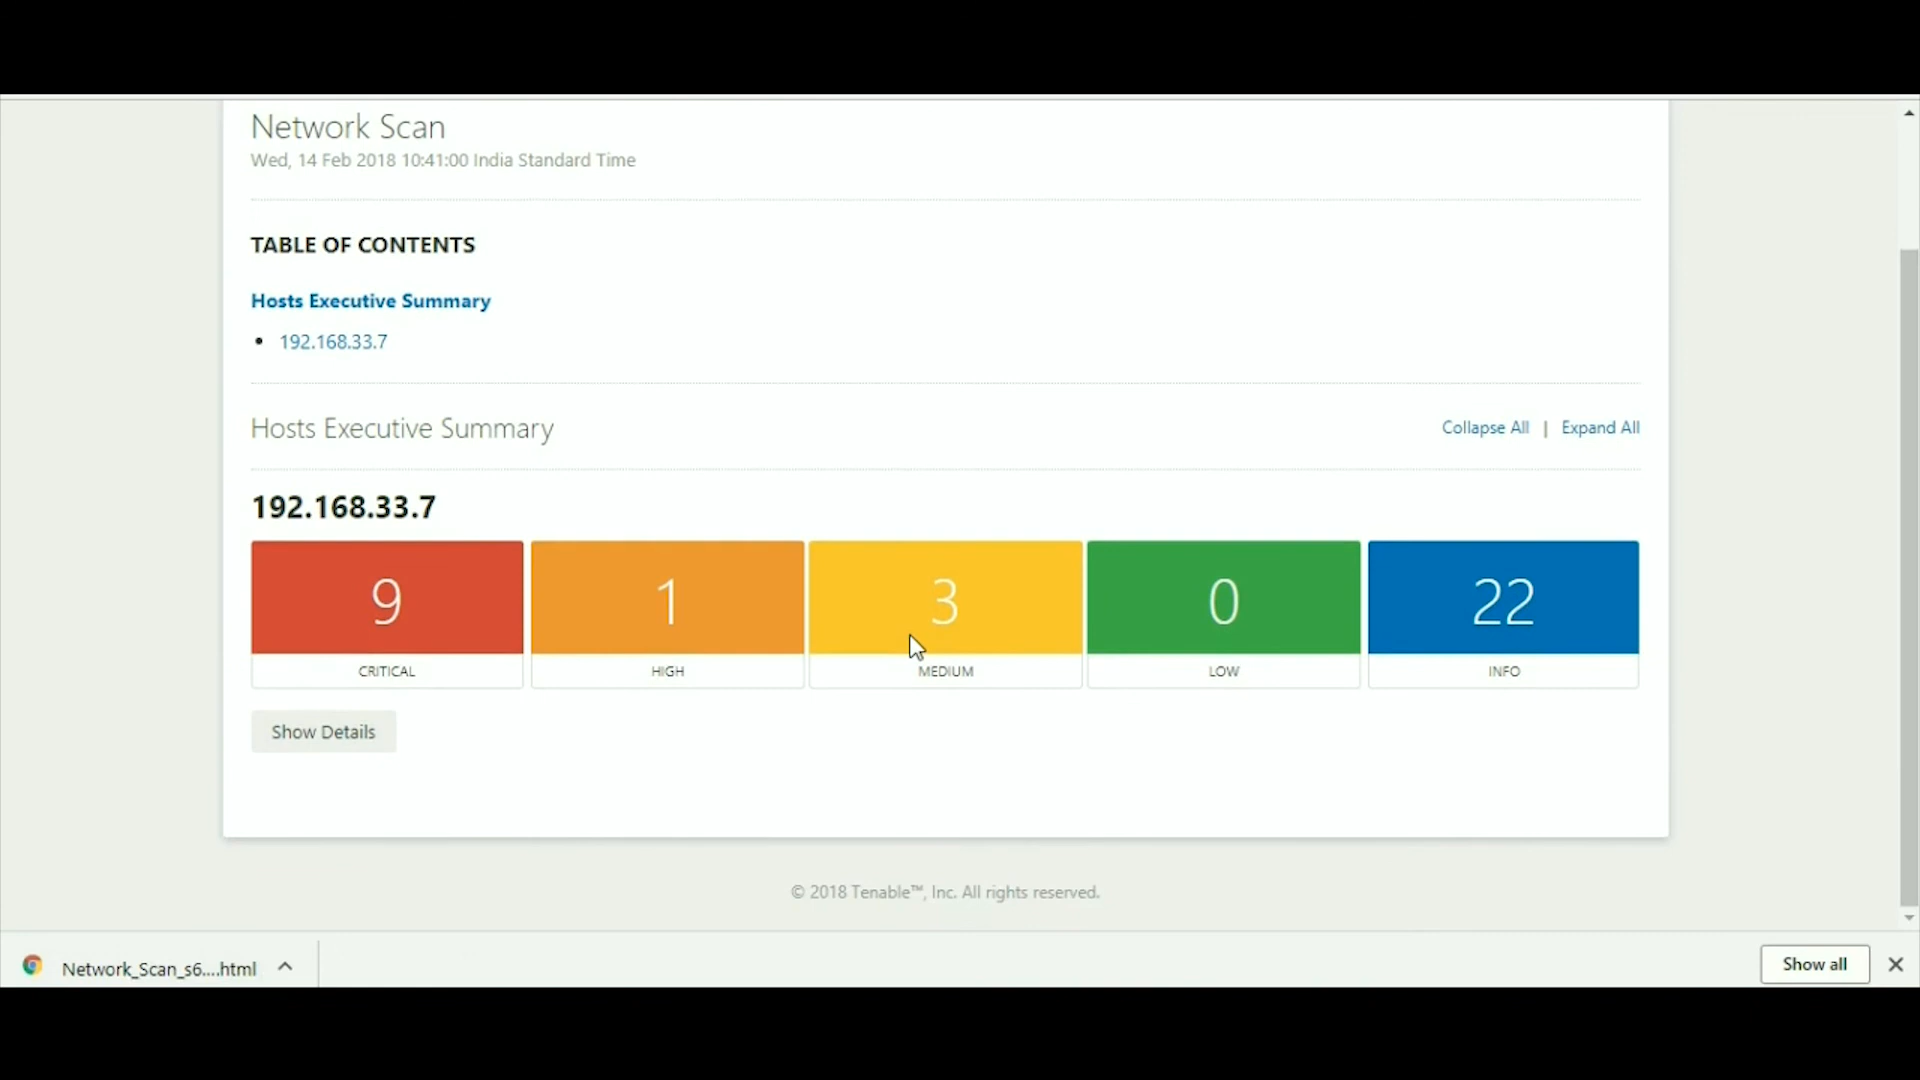 Network Scan
Wed, 14 Feb 2018 10:41:00 India Standard Time
TABLE OF CONTENTS
Hosts Executive Summary
• 192.168.33.7
Hosts Executive Summary
Collapse All | Expand All
192.168.33.7
9 1 3 0 22
CRITICAL HIGH MEDIUM LOW INFO
Show Details
© 2018 Tenable™, Inc. All rights reserved.
Network_Scan_s6....html
Show all